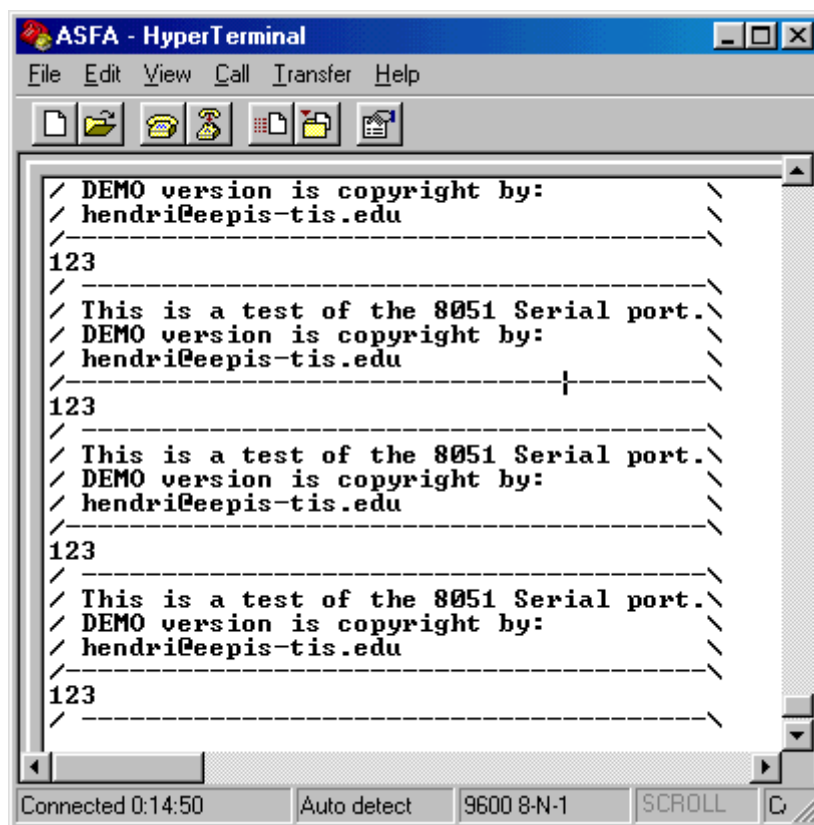 ASFA - HyperTerminal
File Edit View Call Transfer Help
/ DEMO version is copyright by: \
/ hendri@eepis-tis.edu \
/---------------------------------------\
123
/ ---------------------------------------\
/ This is a test of the 8051 Serial port.\
/ DEMO version is copyright by: \
/ hendri@eepis-tis.edu \
/---------------------------------------\
123
/ ---------------------------------------\
/ This is a test of the 8051 Serial port.\
/ DEMO version is copyright by: \
/ hendri@eepis-tis.edu \
/---------------------------------------\
123
/ ---------------------------------------\
/ This is a test of the 8051 Serial port.\
/ DEMO version is copyright by: \
/ hendri@eepis-tis.edu \
/---------------------------------------\
123
/ ---------------------------------------\
Connected 0:14:50 Auto detect 9600 8-N-1 SCROLL